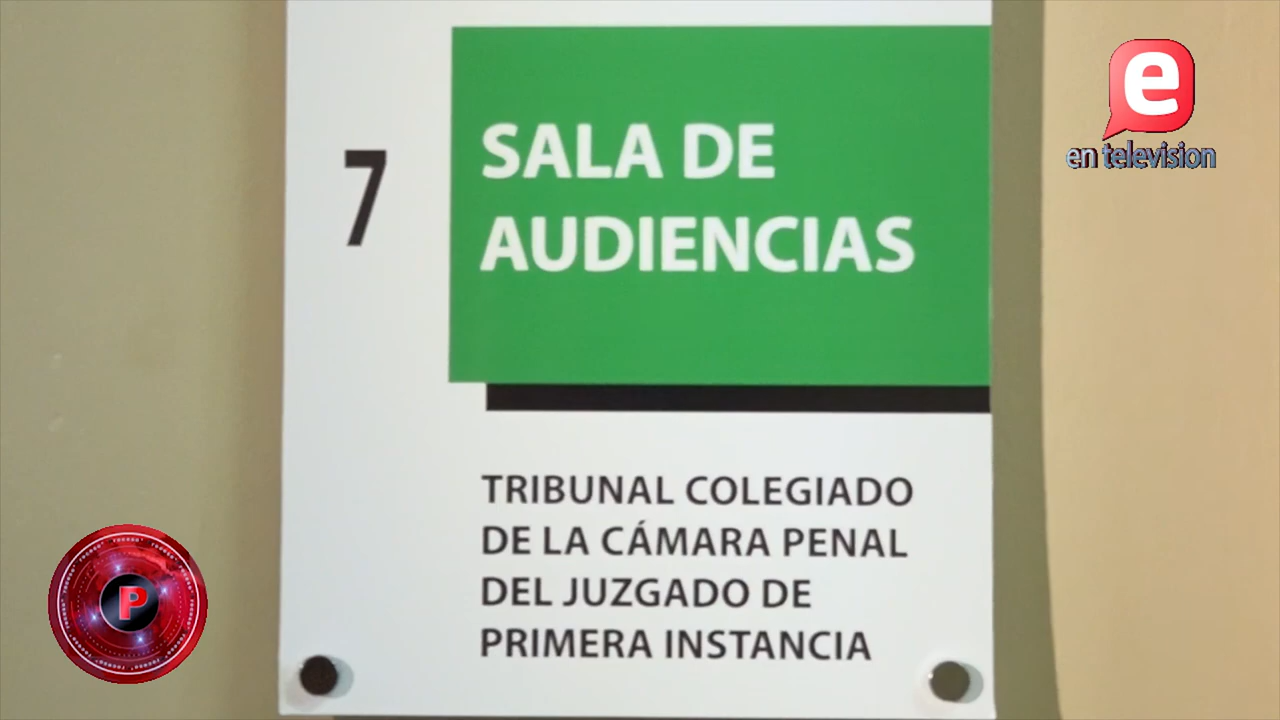 7
SALA DE
AUDIENCIAS
TRIBUNAL COLEGIADO
DE LA CÁMARA PENAL
DEL JUZGADO DE
PRIMERA INSTANCIA
e
en television
P